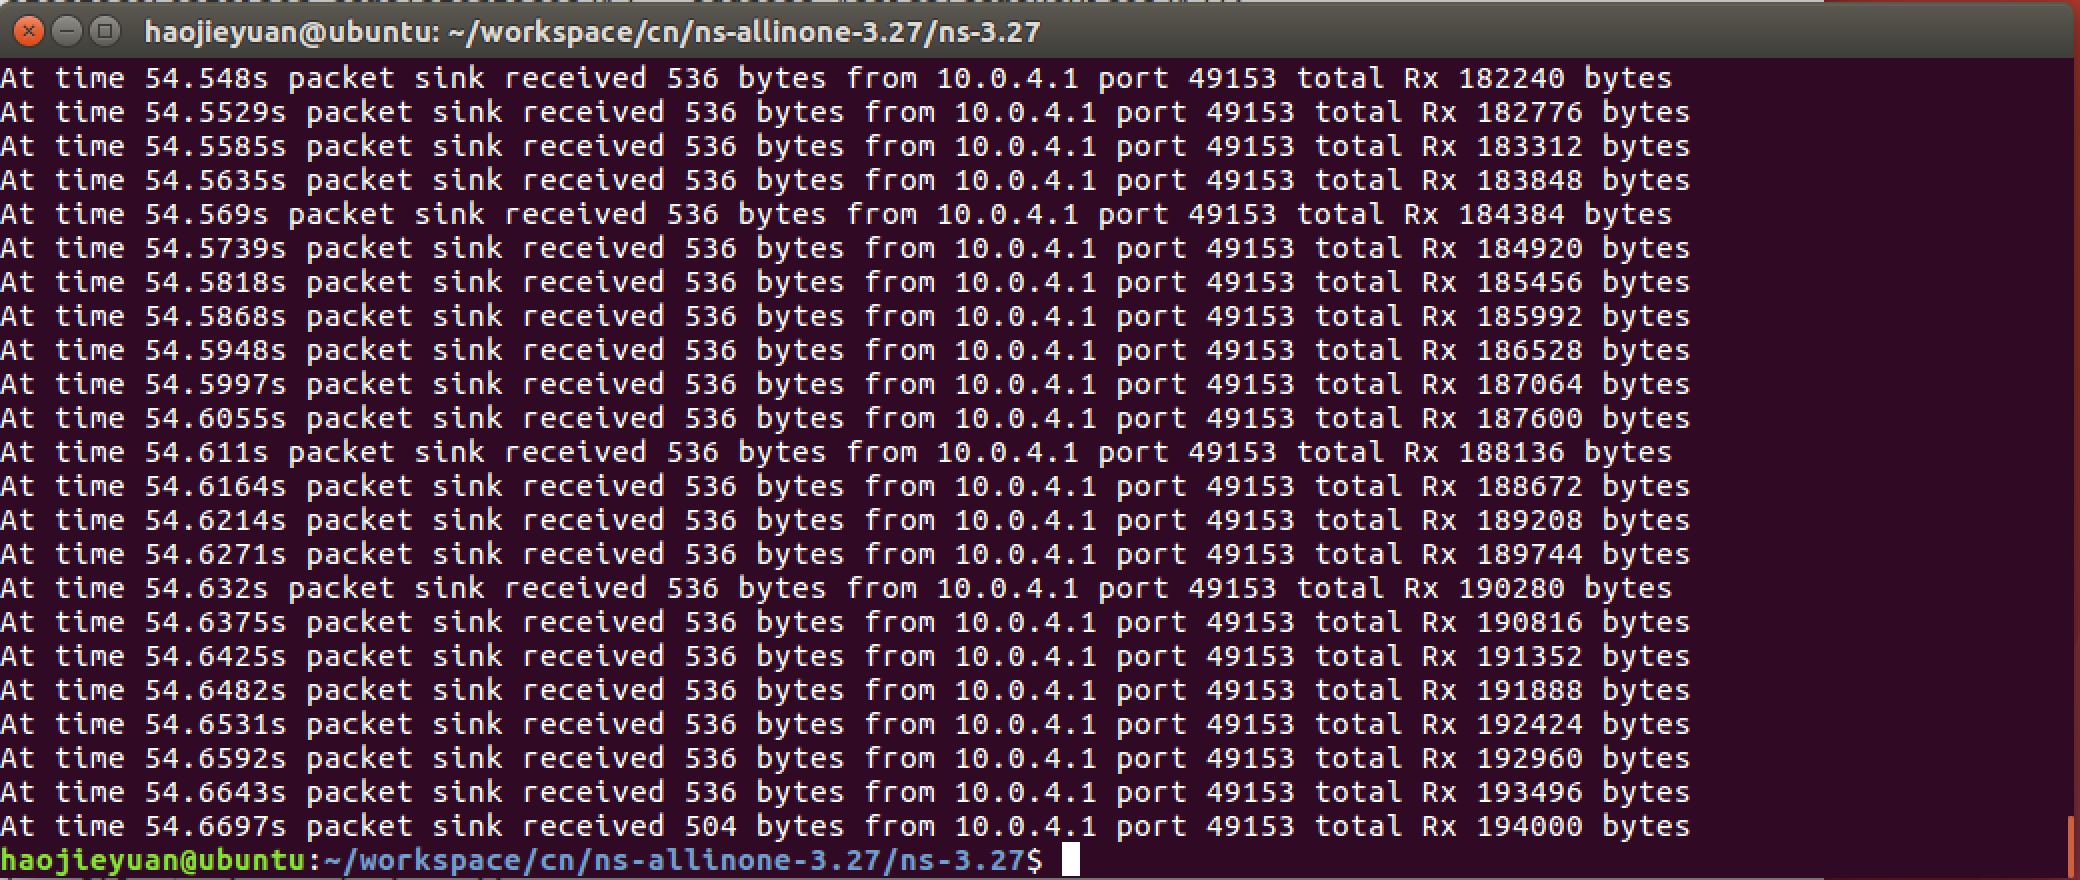 haojieyuan@ubuntu: ~/workspace/cn/ns-allinone-3.27/ns-3.27
At time 54.548s packet sink received 536 bytes from 10.0.4.1 port 49153 total Rx 182240 bytes
At time 54.5529s packet sink received 536 bytes from 10.0.4.1 port 49153 total Rx 182776 bytes
At time 54.5585s packet sink received 536 bytes from 10.0.4.1 port 49153 total Rx 183312 bytes
At time 54.5635s packet sink received 536 bytes from 10.0.4.1 port 49153 total Rx 183848 bytes
At time 54.569s packet sink received 536 bytes from 10.0.4.1 port 49153 total Rx 184384 bytes
At time 54.5739s packet sink received 536 bytes from 10.0.4.1 port 49153 total Rx 184920 bytes
At time 54.5818s packet sink received 536 bytes from 10.0.4.1 port 49153 total Rx 185456 bytes
At time 54.5868s packet sink received 536 bytes from 10.0.4.1 port 49153 total Rx 185992 bytes
At time 54.5948s packet sink received 536 bytes from 10.0.4.1 port 49153 total Rx 186528 bytes
At time 54.5997s packet sink received 536 bytes from 10.0.4.1 port 49153 total Rx 187064 bytes
At time 54.6055s packet sink received 536 bytes from 10.0.4.1 port 49153 total Rx 187600 bytes
At time 54.611s packet sink received 536 bytes from 10.0.4.1 port 49153 total Rx 188136 bytes
At time 54.6164s packet sink received 536 bytes from 10.0.4.1 port 49153 total Rx 188672 bytes
At time 54.6214s packet sink received 536 bytes from 10.0.4.1 port 49153 total Rx 189208 bytes
At time 54.6271s packet sink received 536 bytes from 10.0.4.1 port 49153 total Rx 189744 bytes
At time 54.632s packet sink received 536 bytes from 10.0.4.1 port 49153 total Rx 190280 bytes
At time 54.6375s packet sink received 536 bytes from 10.0.4.1 port 49153 total Rx 190816 bytes
At time 54.6425s packet sink received 536 bytes from 10.0.4.1 port 49153 total Rx 191352 bytes
At time 54.6482s packet sink received 536 bytes from 10.0.4.1 port 49153 total Rx 191888 bytes
At time 54.6531s packet sink received 536 bytes from 10.0.4.1 port 49153 total Rx 192424 bytes
At time 54.6592s packet sink received 536 bytes from 10.0.4.1 port 49153 total Rx 192960 bytes
At time 54.6643s packet sink received 536 bytes from 10.0.4.1 port 49153 total Rx 193496 bytes
At time 54.6697s packet sink received 504 bytes from 10.0.4.1 port 49153 total Rx 194000 bytes
haojieyuan@ubuntu:~/workspace/cn/ns-allinone-3.27/ns-3.27$